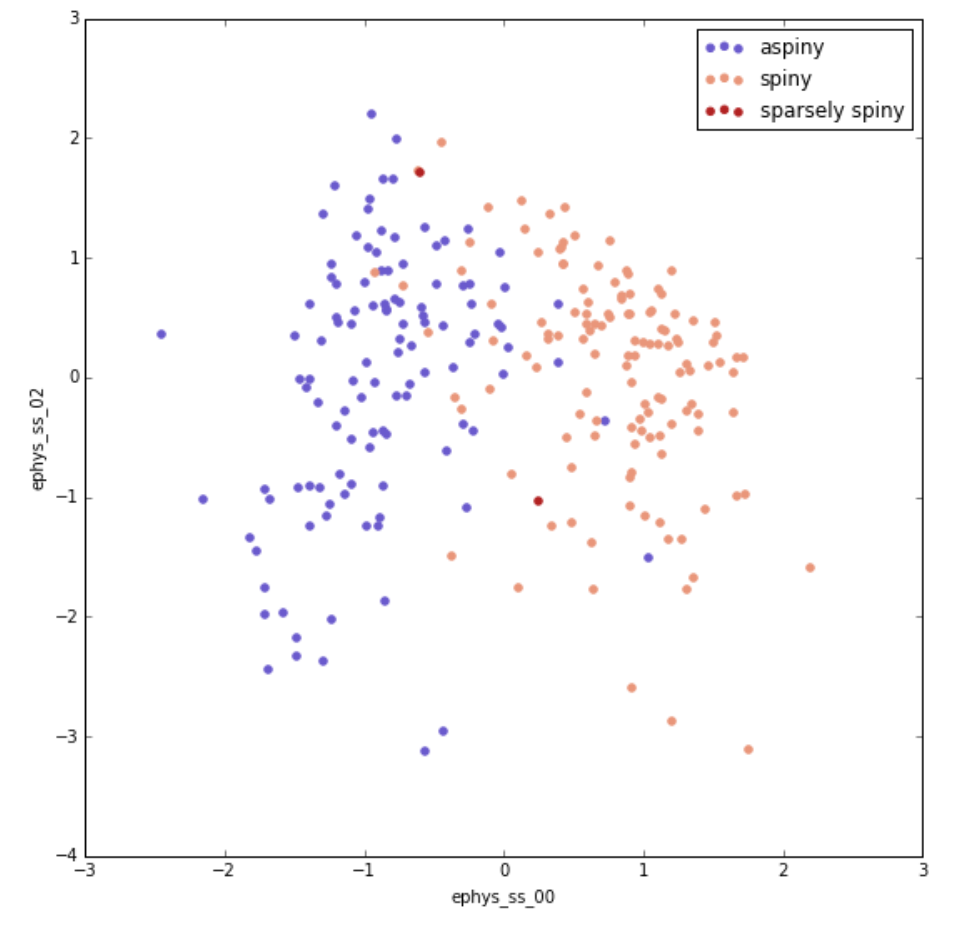 3
2
1
0
−1
−2
−3
−4
ephys_ss_02
aspiny
spiny
sparsely spiny
−3 −2 −1 0 1 2 3
ephys_ss_00